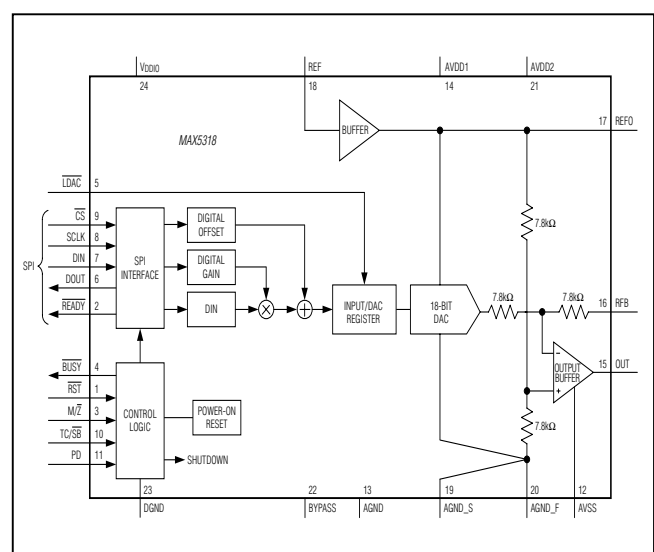 VDDIO
REF
AVDD1
AVDD2
24
18
14
21
MAX5318
BUFFER
17 REFO
LDAC 5
7.8kΩ
SPI
CS 9
SCLK 8
DIN 7
DOUT 6
READY 2
SPI
INTERFACE
DIGITAL
OFFSET
DIGITAL
GAIN
DIN
×
+
INPUT/DAC
REGISTER
18-BIT
DAC
7.8kΩ
7.8kΩ
16 RFB
OUTPUT
BUFFER
−
+
15 OUT
7.8kΩ
BUSY 4
RST 1
M/Z 3
TC/SB 10
PD 11
CONTROL
LOGIC
POWER-ON
RESET
SHUTDOWN
23
22
13
19
20
12
DGND
BYPASS
AGND
AGND_S
AGND_F
AVSS